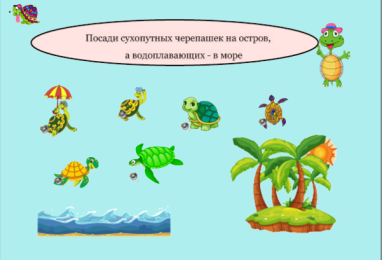 Посади сухопутных черепашек на остров,
а водоплавающих - в море